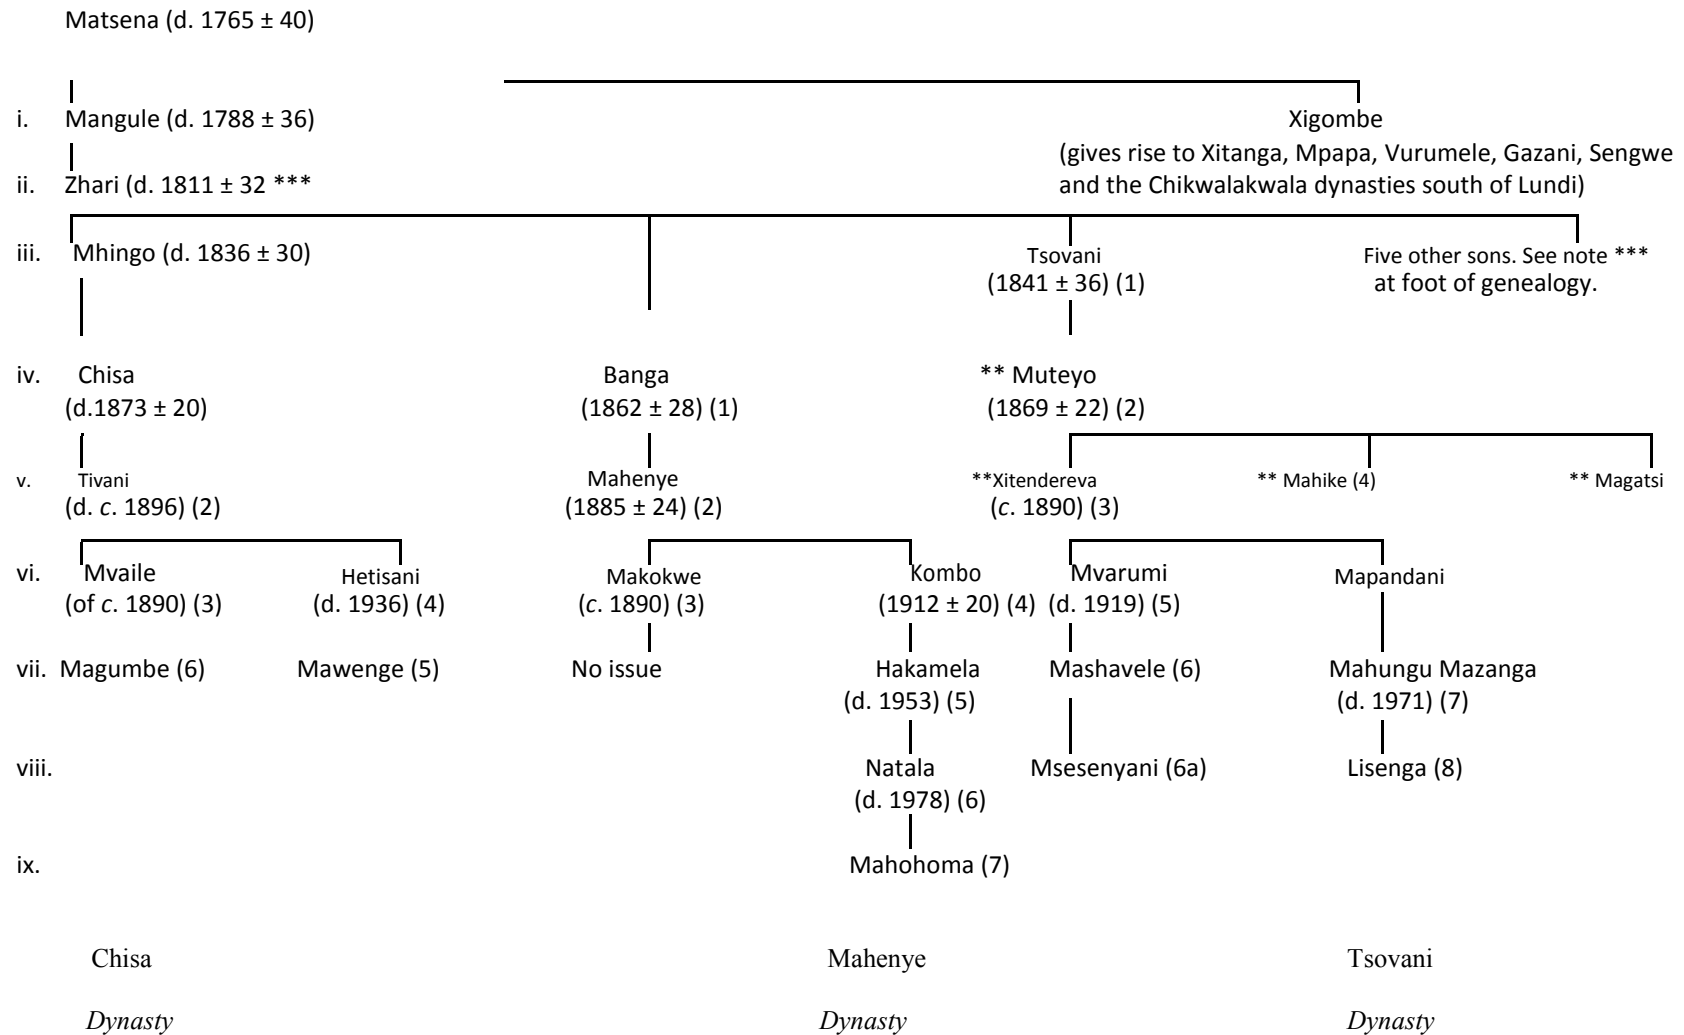 Matsena (d. 1765 ± 40)
i. Mangule (d. 1788 ± 36) Xigombe
(gives rise to Xitanga, Mpapa, Vurumele, Gazani, Sengwe
ii. Zhari (d. 1811 ± 32 *** and the Chikwalakwala dynasties south of Lundi)
iii. Mhingo (d. 1836 ± 30) Tsovani Five other sons. See note ***
(1841 ± 36) (1) at foot of genealogy.
iv. Chisa Banga ** Muteyo
(d.1873 ± 20) (1862 ± 28) (1) (1869 ± 22) (2)
v. Tivani Mahenye **Xitendereva ** Mahike (4) ** Magatsi
(d. c. 1896) (2) (1885 ± 24) (2) (c. 1890) (3)
vi. Mvaile Hetisani Makokwe Kombo Mvarumi Mapandani
(of c. 1890) (3) (d. 1936) (4) (c. 1890) (3) (1912 ± 20) (4) (d. 1919) (5)
vii. Magumbe (6) Mawenge (5) No issue Hakamela Mashavele (6) Mahungu Mazanga
(d. 1953) (5) (d. 1971) (7)
viii. Natala Msesenyani (6a) Lisenga (8)
(d. 1978) (6)
ix. Mahohoma (7)
Chisa Mahenye Tsovani
Dynasty Dynasty Dynasty